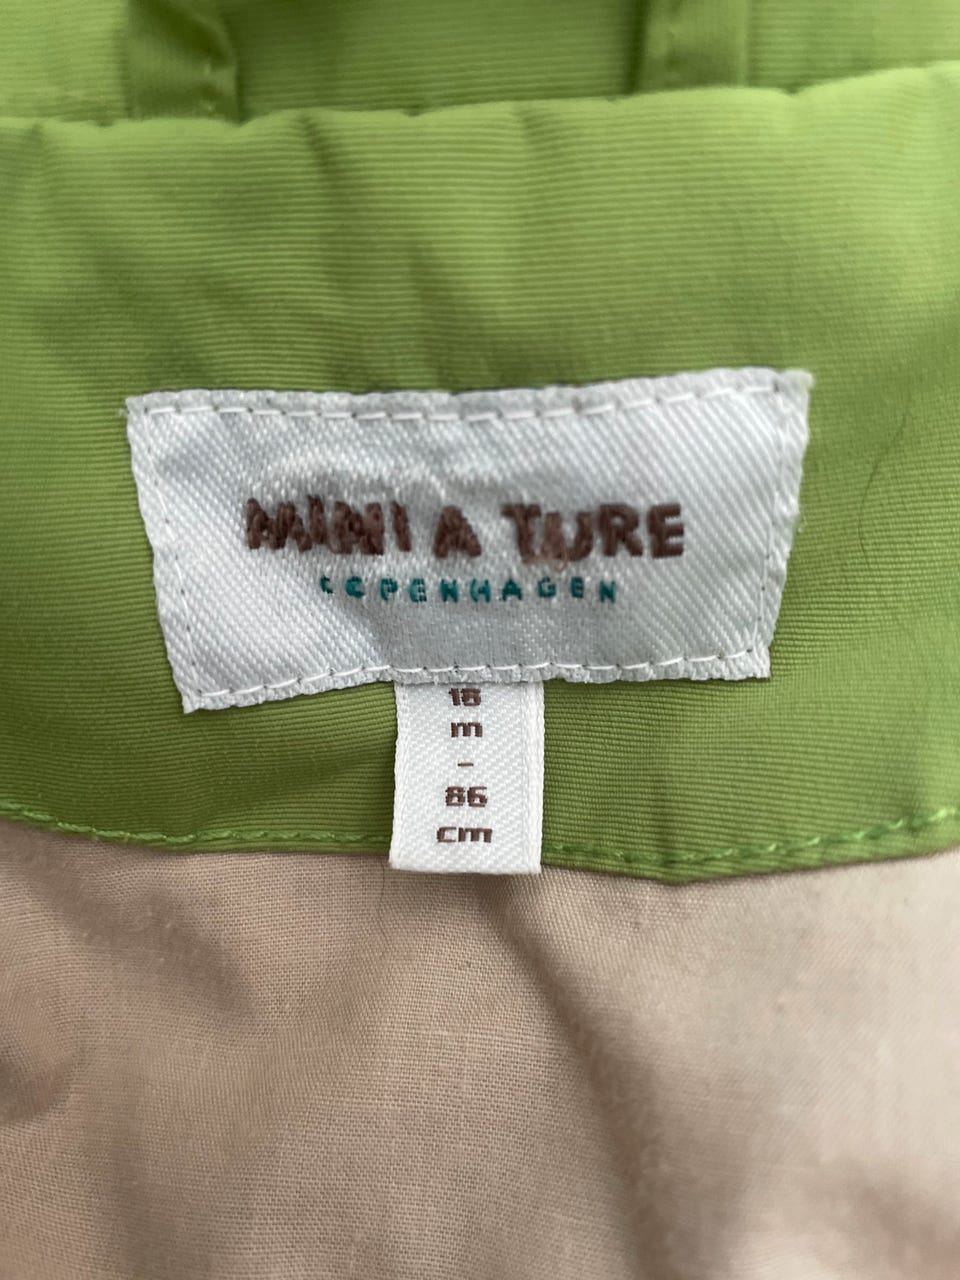 MINI A TURE
COPENHAGEN
18
m
-
86
cm